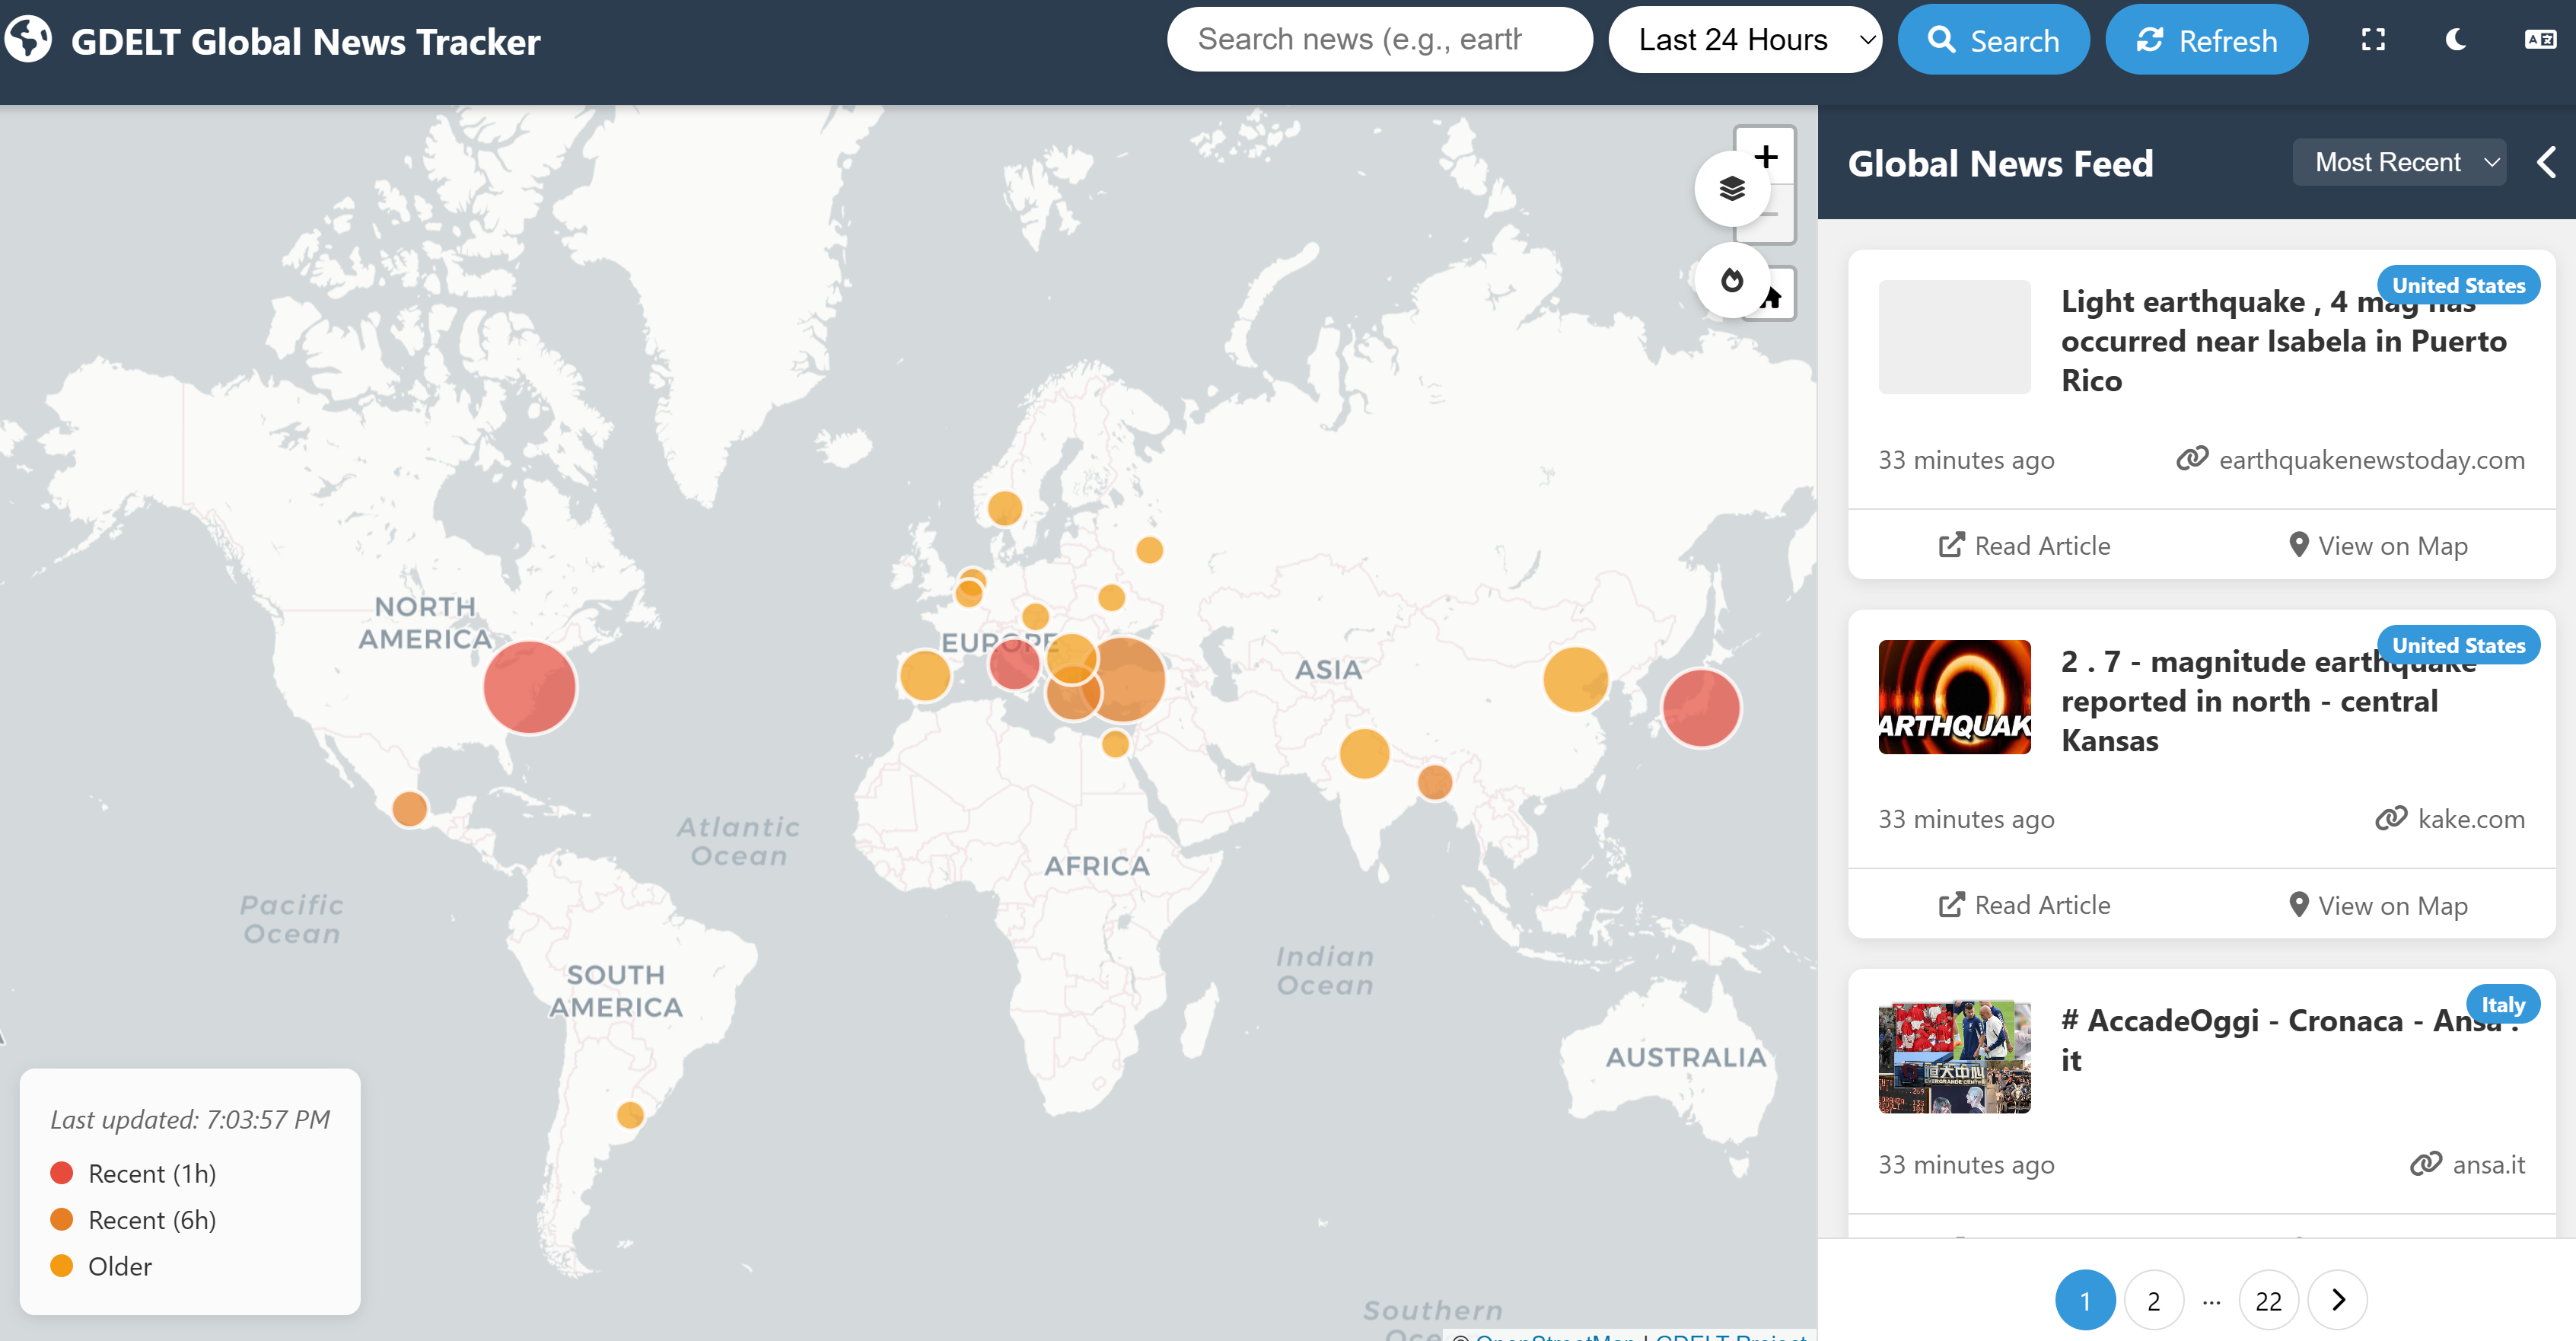 GDELT Global News Tracker
Search news (e.g., earth
Last 24 Hours
Search
Refresh
Global News Feed
Most Recent
+
United States
Light earthquake , 4 mag has
occurred near Isabela in Puerto
Rico
33 minutes ago
earthquakenewstoday.com
Read Article
View on Map
United States
2 . 7 - magnitude earthquake
reported in north - central
Kansas
ARTHQUAK
33 minutes ago
kake.com
Read Article
View on Map
Italy
# AccadeOggi - Cronaca - Ansa .
it
33 minutes ago
ansa.it
1
2
...
22
NORTH
AMERICA
EUROPE
ASIA
Atlantic
Ocean
AFRICA
Pacific
Ocean
Indian
Ocean
SOUTH
AMERICA
AUSTRALIA
Southern
Last updated: 7:03:57 PM
Recent (1h)
Recent (6h)
Older
© OpenStreetMap | GDELT Project